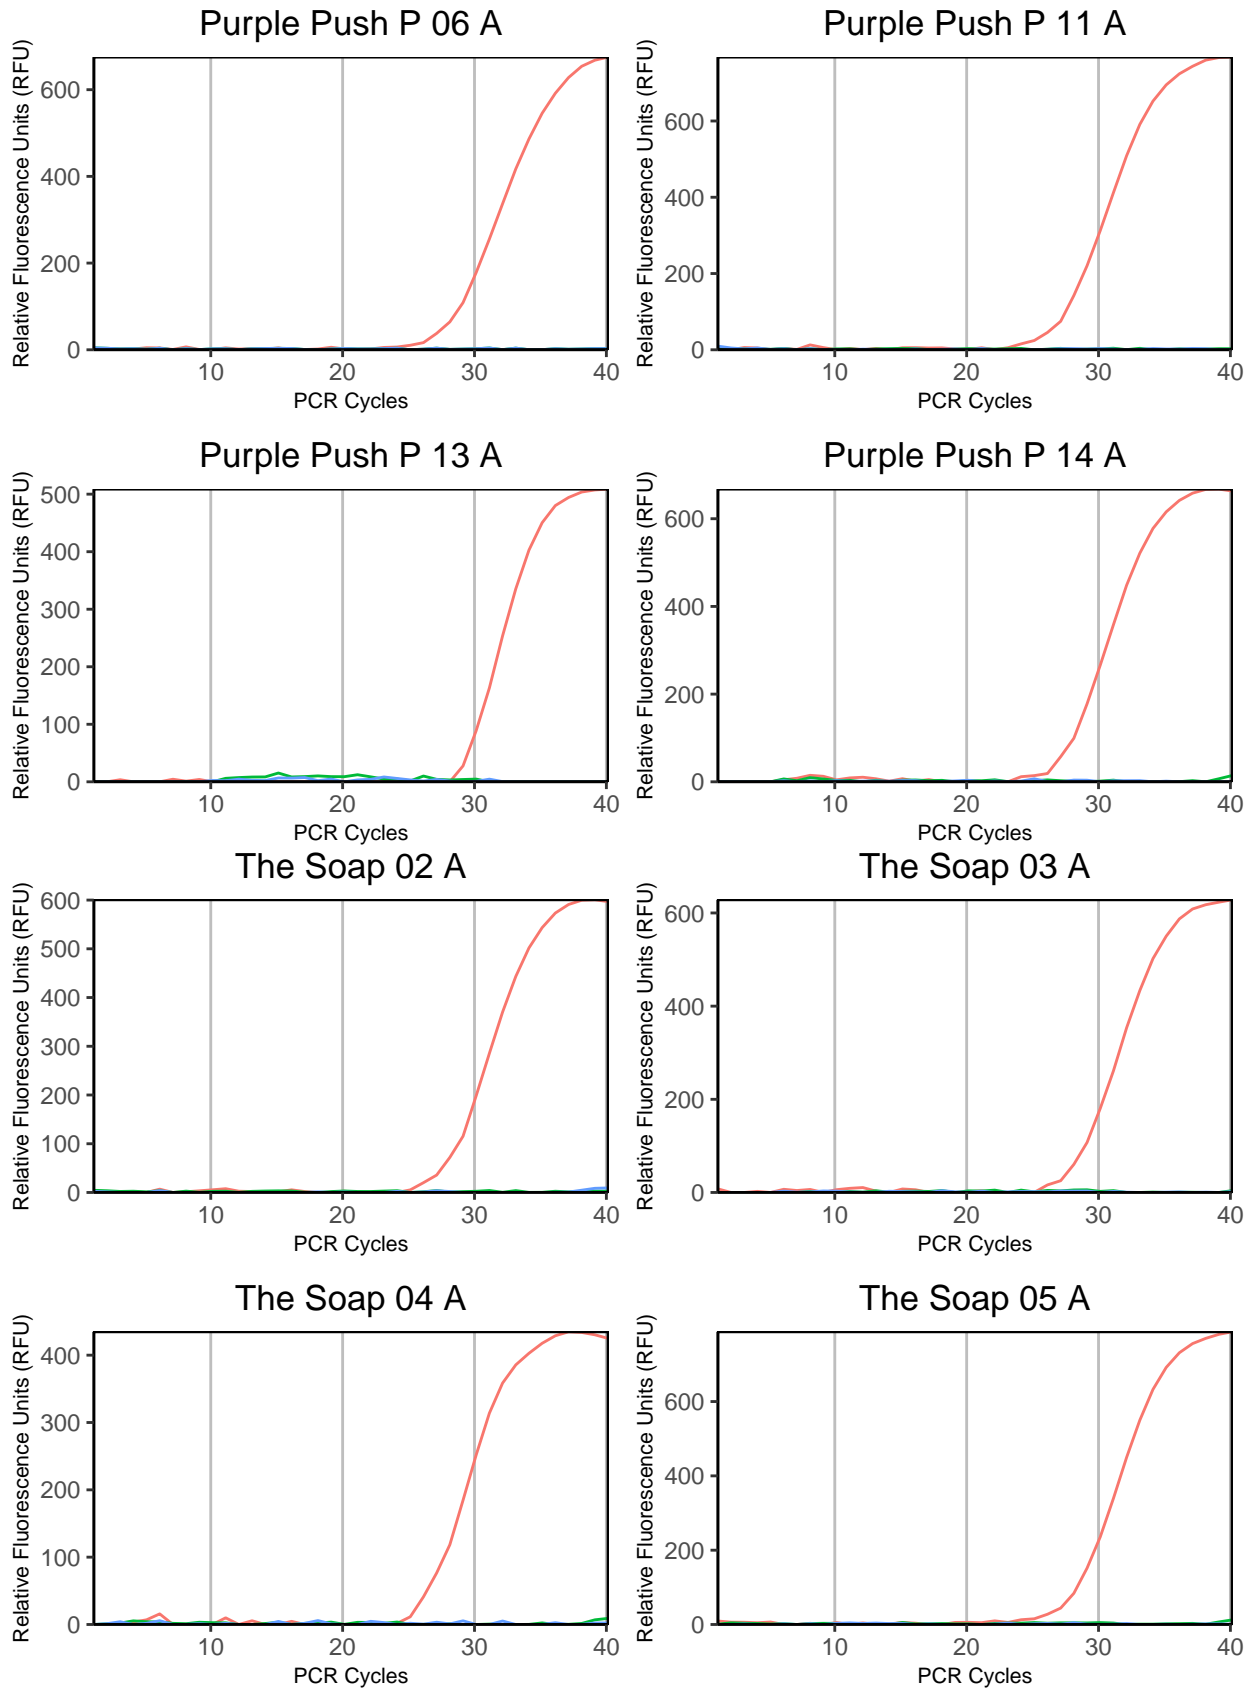 Purple Push P 06 A
Relative Fluorescence Units (RFU)
600
400
200
0
10 20 30 40
PCR Cycles
Purple Push P 11 A
Relative Fluorescence Units (RFU)
600
400
200
0
10 20 30 40
PCR Cycles
Purple Push P 13 A
Relative Fluorescence Units (RFU)
500
400
300
200
100
0
10 20 30 40
PCR Cycles
Purple Push P 14 A
Relative Fluorescence Units (RFU)
600
400
200
0
10 20 30 40
PCR Cycles
The Soap 02 A
Relative Fluorescence Units (RFU)
600
500
400
300
200
100
0
10 20 30 40
PCR Cycles
The Soap 03 A
Relative Fluorescence Units (RFU)
600
400
200
0
10 20 30 40
PCR Cycles
The Soap 04 A
Relative Fluorescence Units (RFU)
400
300
200
100
0
10 20 30 40
PCR Cycles
The Soap 05 A
Relative Fluorescence Units (RFU)
600
400
200
0
10 20 30 40
PCR Cycles